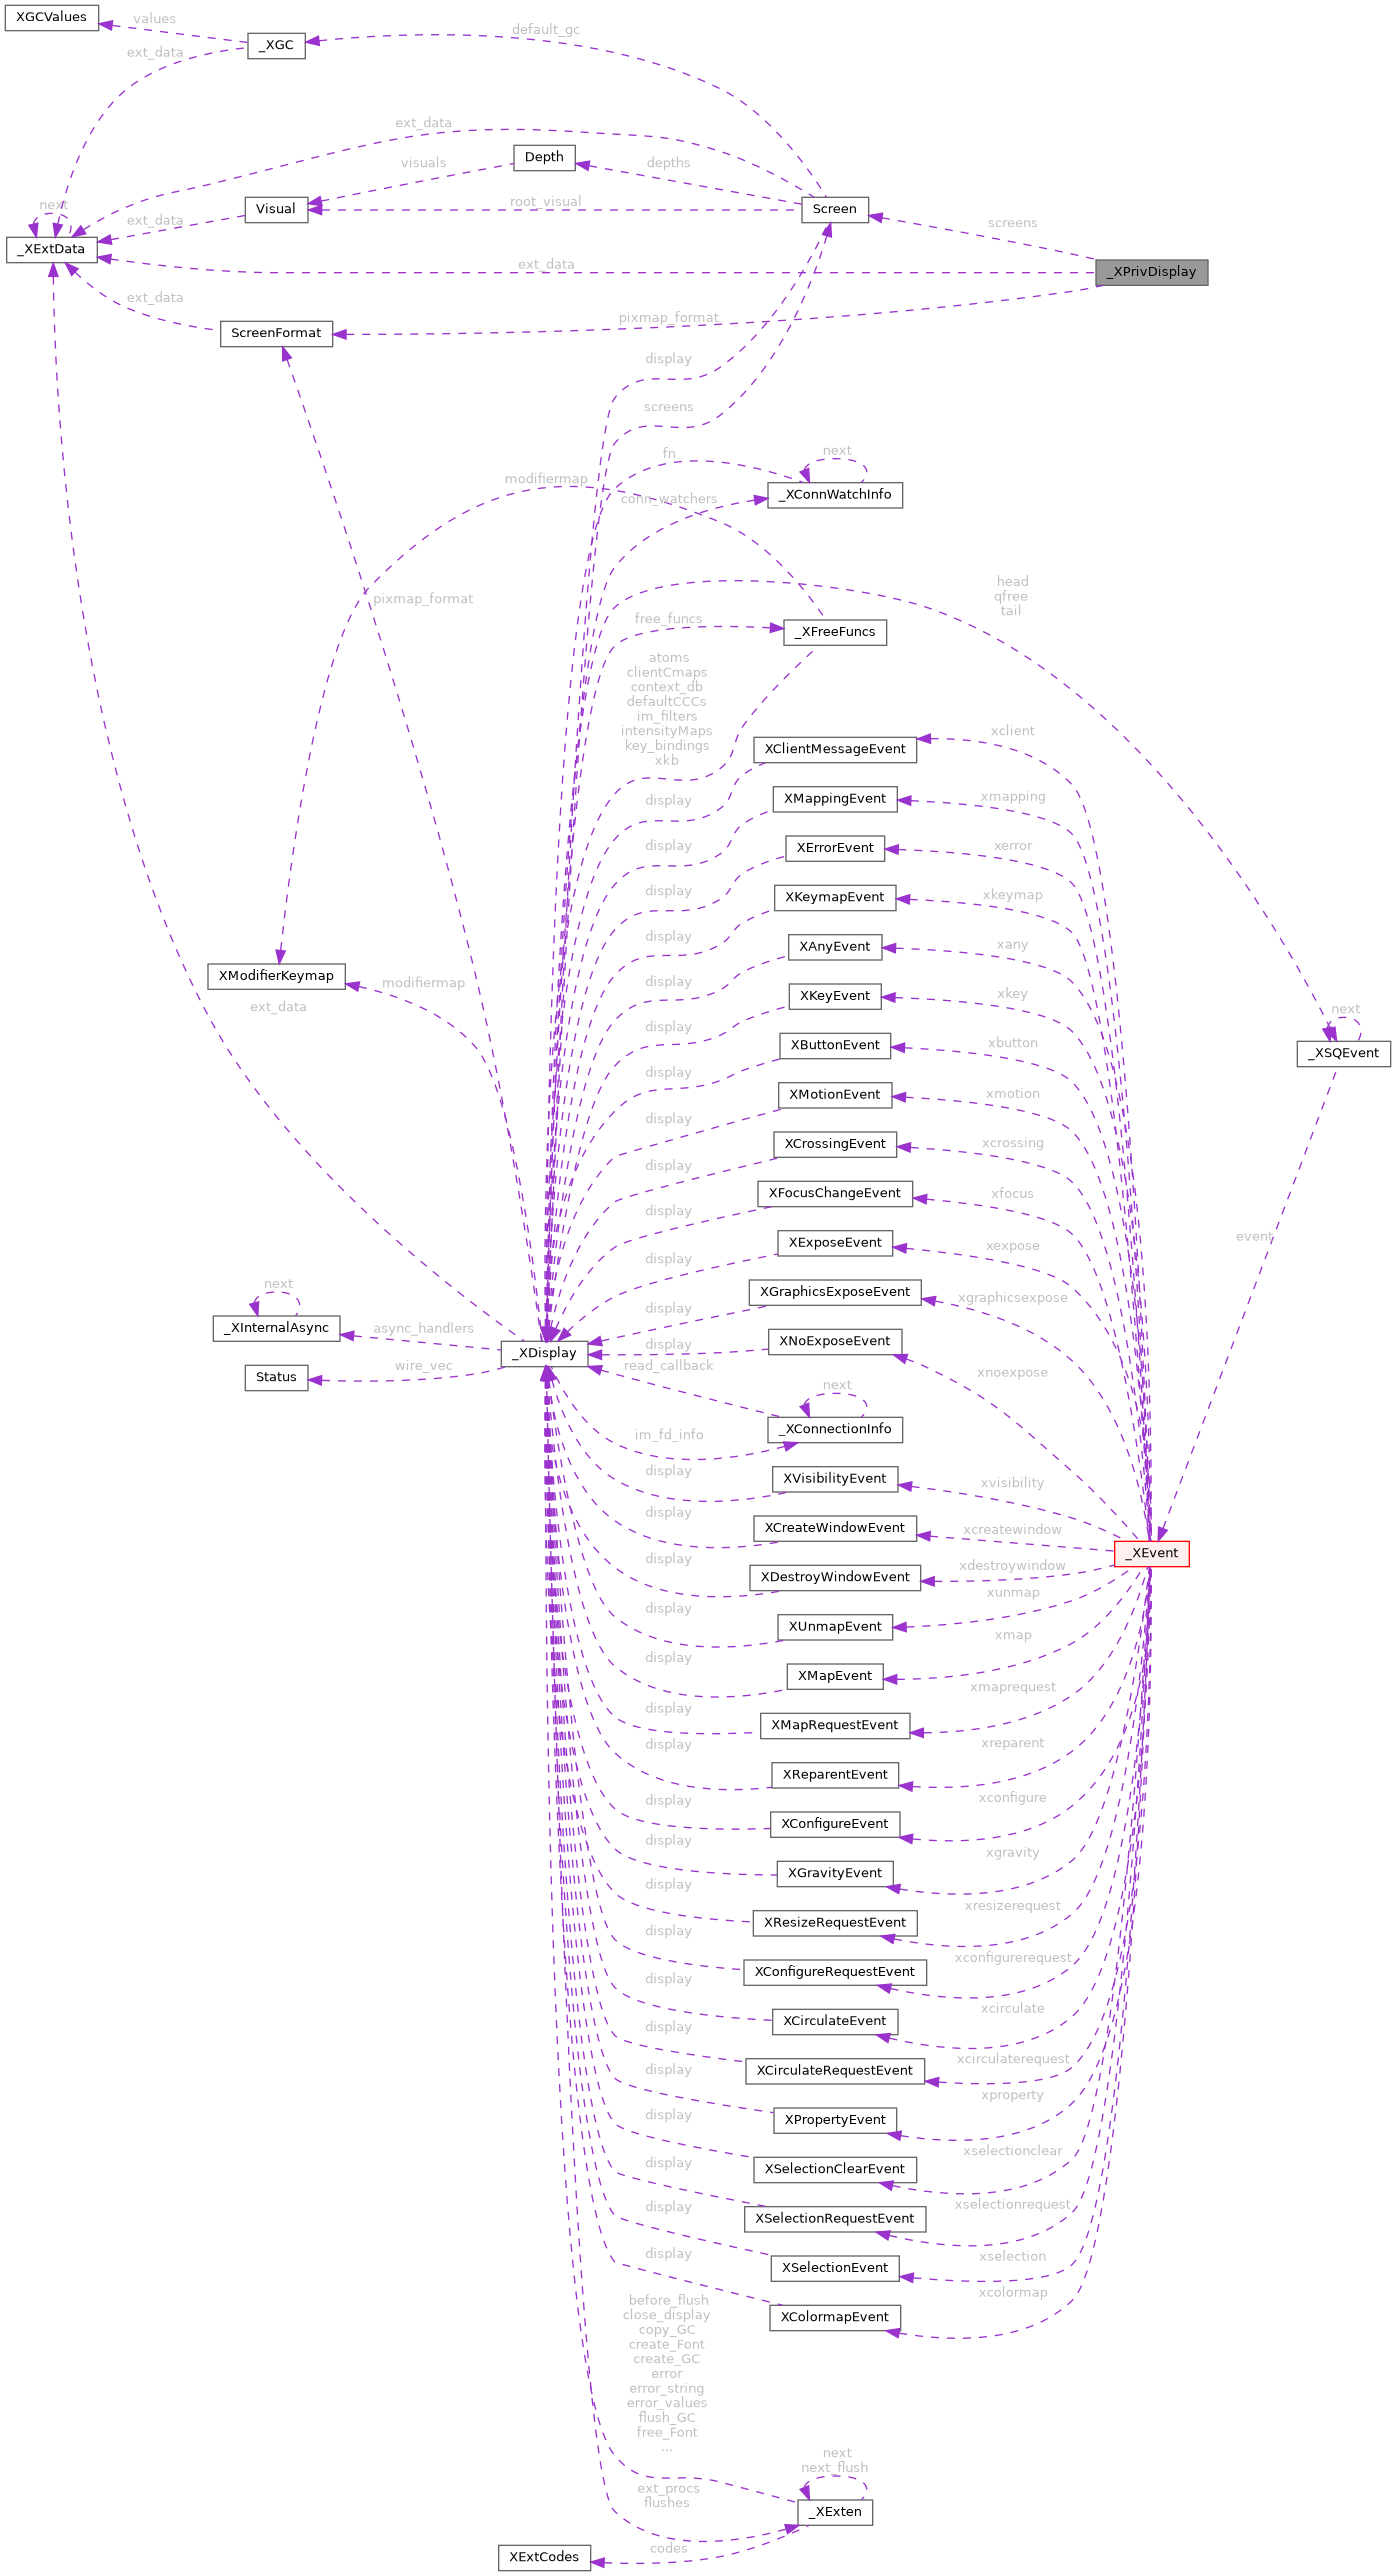 XGCValues
values
_XGC
default_gc
ext_data
ext_data
Depth
visuals
depths
next
Visual
root_visual
Screen
ext_data
screens
_XExtData
ext_data
_XPrivDisplay
ext_data
pixmap_format
ScreenFormat
display
screens
fn
next
modifiermap
conn_watchers
_XConnWatchInfo
head
qfree
tail
pixmap_format
free_funcs
_XFreeFuncs
atoms
clientCmaps
context_db
defaultCCCs
im_filters
intensityMaps
key_bindings
xkb
xclient
XClientMessageEvent
display
XMappingEvent
xmapping
display
XErrorEvent
xerror
display
XKeymapEvent
xkeymap
display
XAnyEvent
xany
XModifierKeymap
modifiermap
display
XKeyEvent
xkey
ext_data
next
display
XButtonEvent
xbutton
_XSQEvent
display
XMotionEvent
xmotion
display
XCrossingEvent
xcrossing
display
XFocusChangeEvent
xfocus
display
XExposeEvent
xexpose
event
next
display
XGraphicsExposeEvent
xgraphicsexpose
_XInternalAsync
async_handlers
display
XNoExposeEvent
_XDisplay
Status
wire_vec
read_callback
next
xnoexpose
im_fd_info
_XConnectionInfo
display
XVisibilityEvent
xvisibility
display
XCreateWindowEvent
xcreatewindow
_XEvent
display
XDestroyWindowEvent
xdestroywindow
display
XUnmapEvent
xunmap
display
XMapEvent
xmap
display
XMapRequestEvent
xmaprequest
display
XReparentEvent
xreparent
display
XConfigureEvent
xconfigure
display
XGravityEvent
xgravity
display
XResizeRequestEvent
xresizerequest
display
XConfigureRequestEvent
xconfigurerequest
display
XCirculateEvent
xcirculate
display
XCirculateRequestEvent
xcirculaterequest
display
XPropertyEvent
xproperty
display
XSelectionClearEvent
xselectionclear
display
XSelectionRequestEvent
xselectionrequest
display
XSelectionEvent
xselection
display
XColormapEvent
xcolormap
before_flush
close_display
copy_GC
create_Font
create_GC
error
error_string
error_values
flush_GC
free_Font
...
next
next_flush
ext_procs
flushes
_XExten
XExtCodes
codes